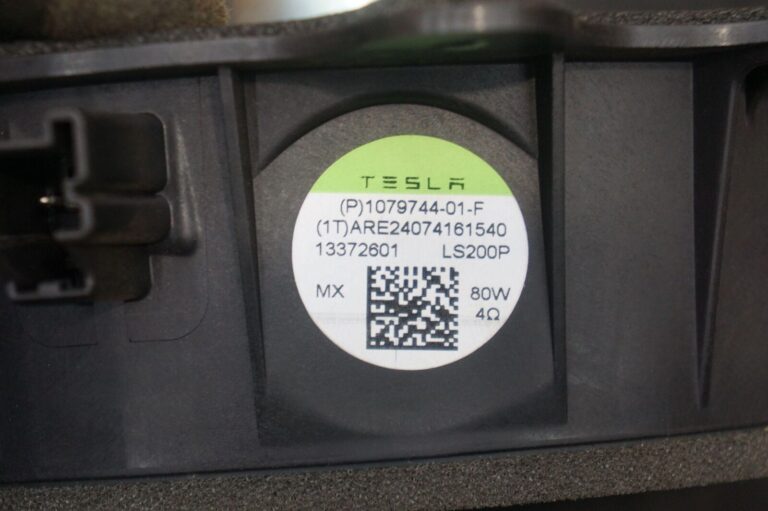 TESLA
(P)1079744-01-F
(1T)ARE24074161540
13372601 LS200P
MX 80W
4Ω